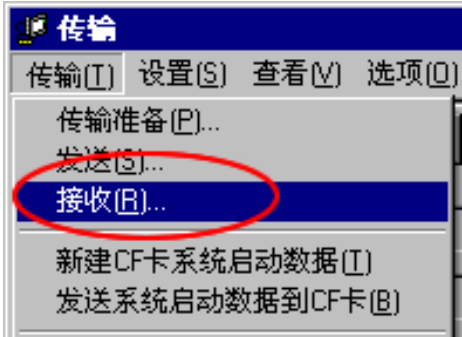 传输
传输(T) 设置(S) 查看(V) 选项(O)
传输准备(P)...
发送(S)...
接收(R)...
新建CF卡系统启动数据(T)
发送系统启动数据到CF卡(B)